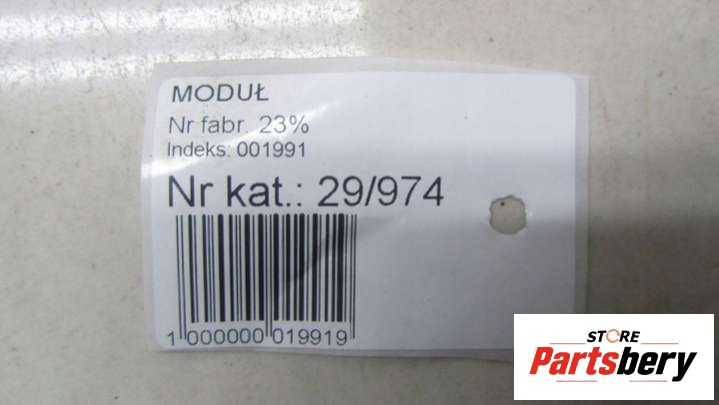 MODUŁ
Nr fabr. 23%
Indeks: 001991
Nr kat.: 29/974
1 000000 019919
STORE
Partsbery